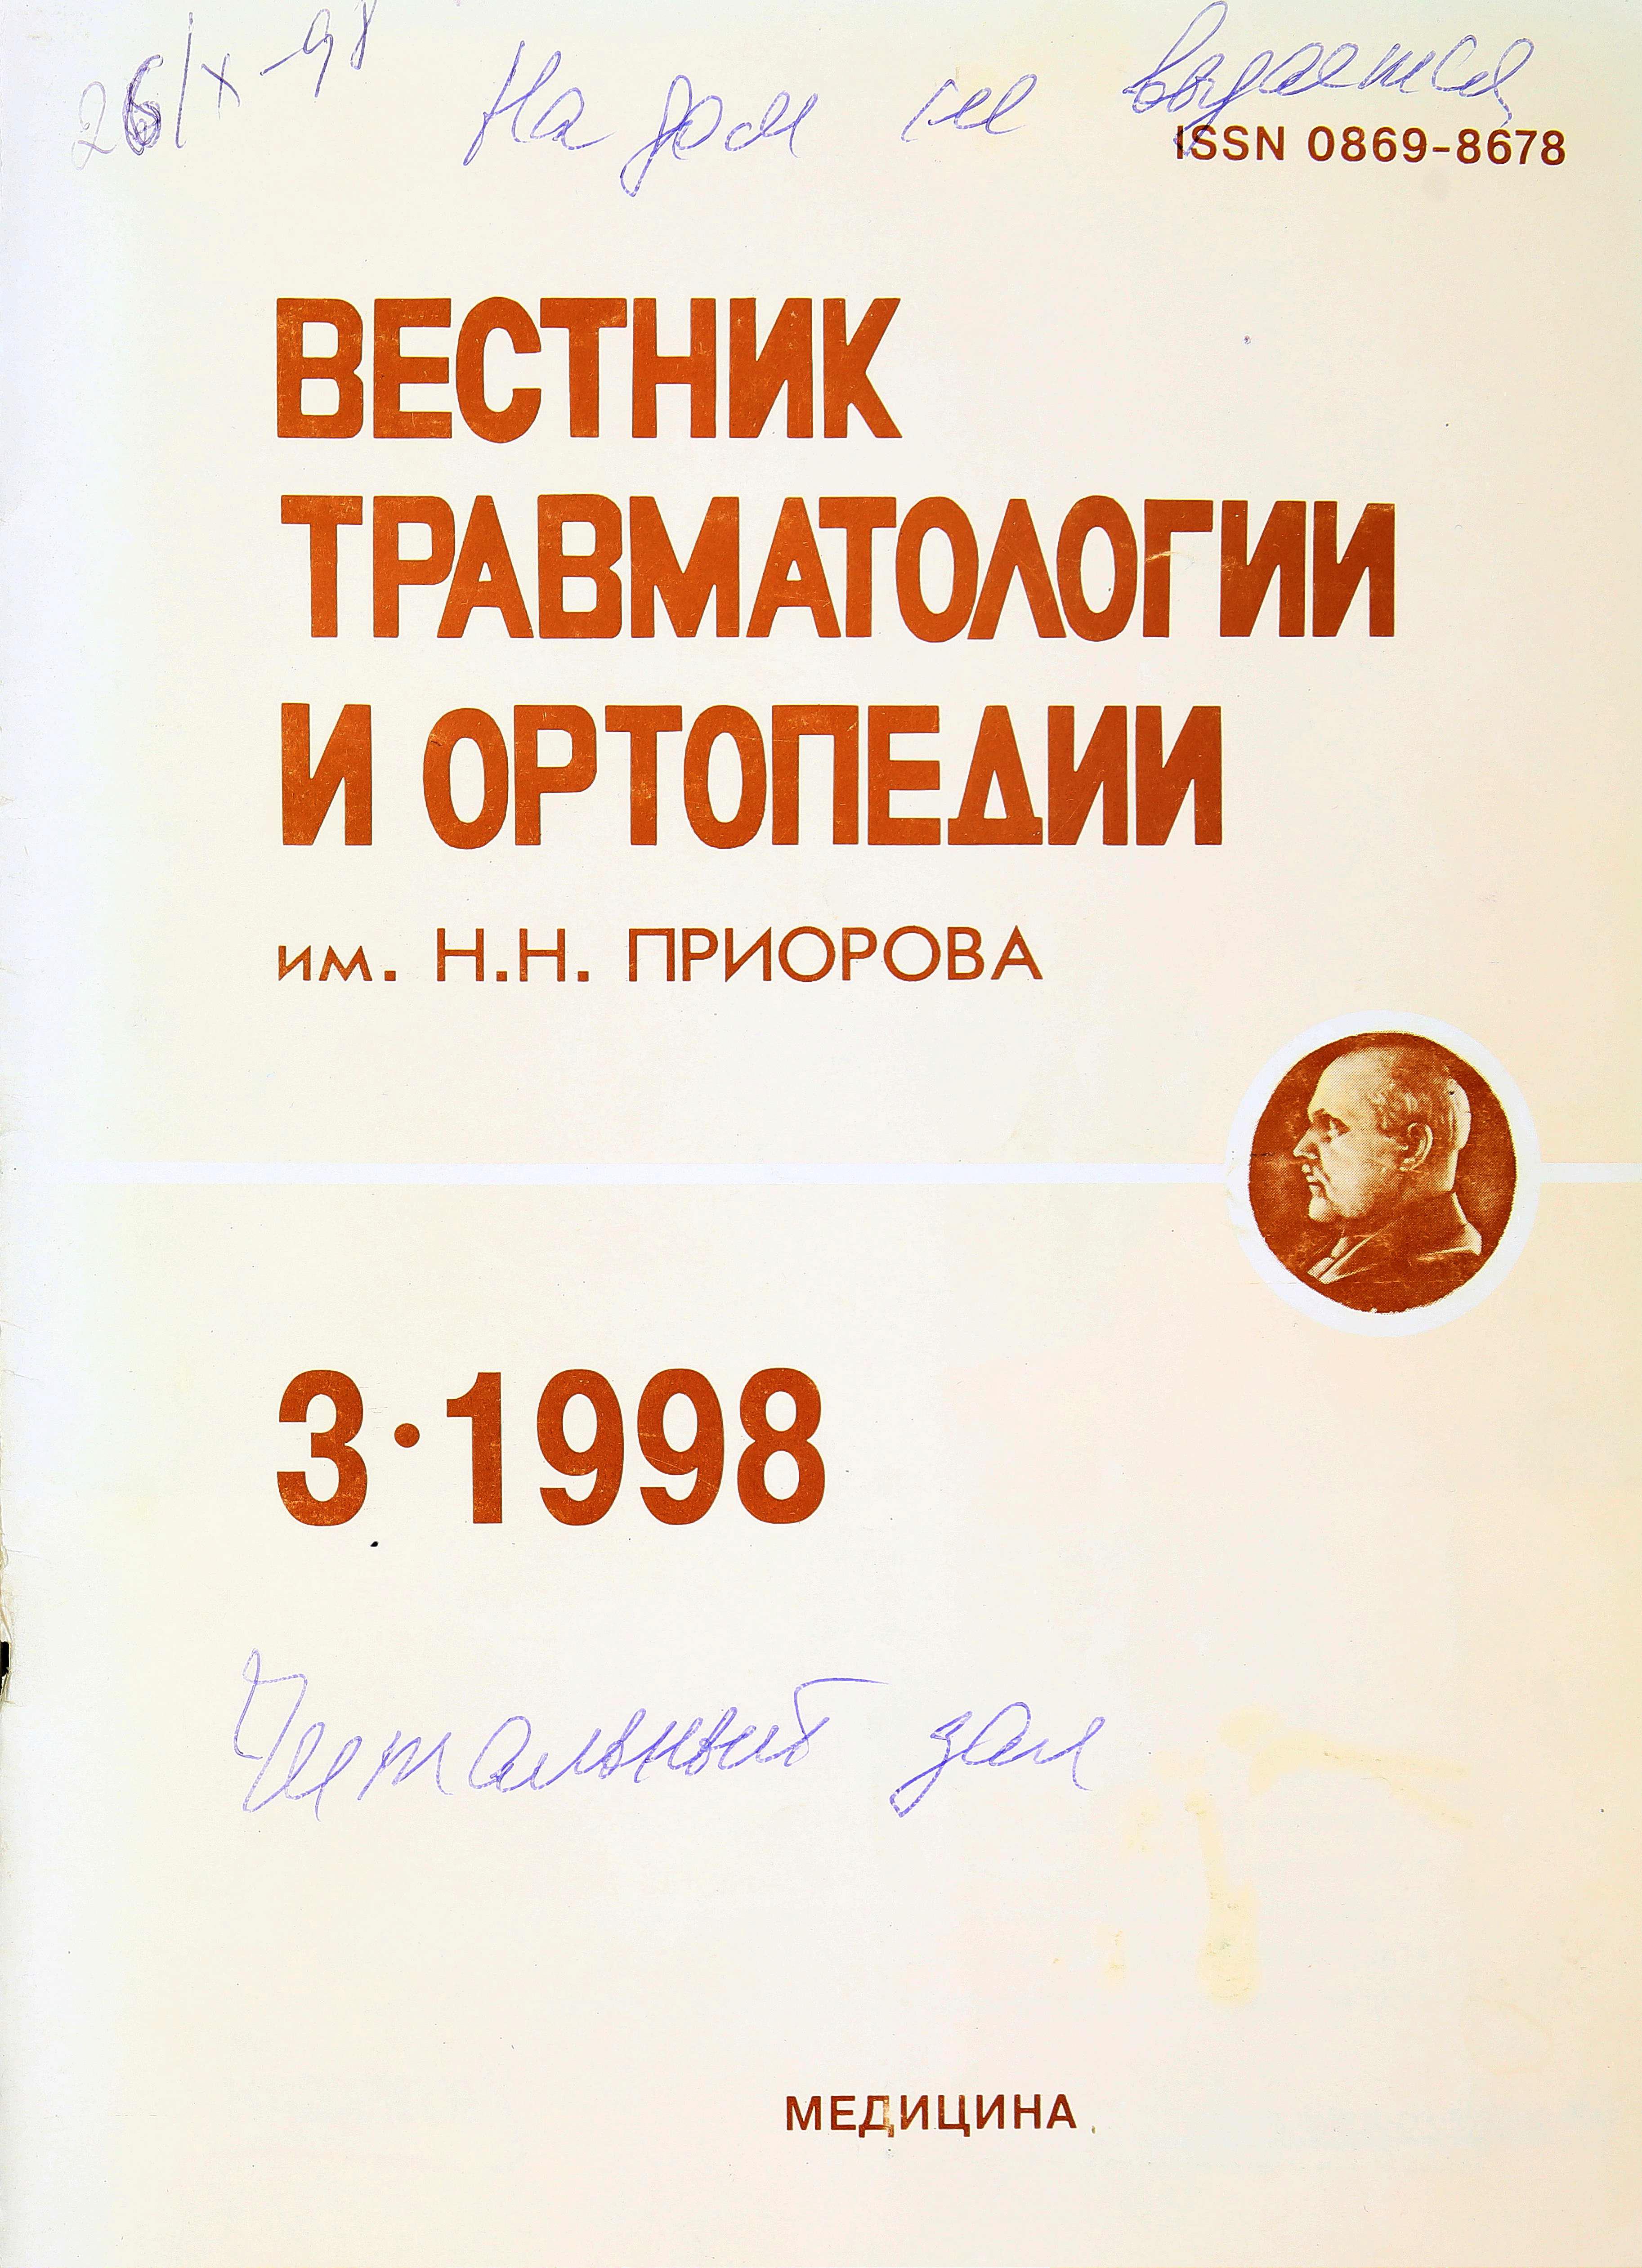 26/X-98 На дом не выдается
ISSN 0869-8678
ВЕСТНИК
ТРАВМАТОЛОГИИ
И ОРТОПЕДИИ
им. Н.Н. ПРИОРОВА
3·1998
Читальный зал
МЕДИЦИНА